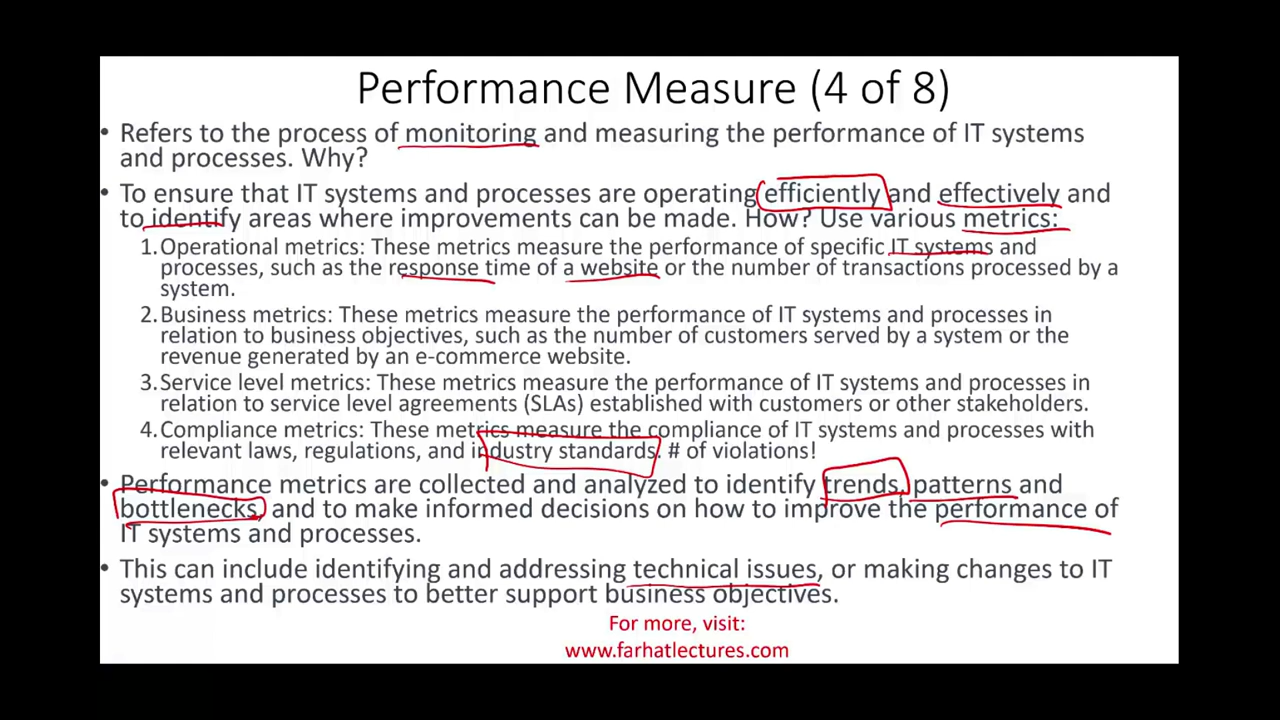 Performance Measure (4 of 8)
• Refers to the process of monitoring and measuring the performance of IT systems
and processes. Why?
• To ensure that IT systems and processes are operating efficiently and effectively and
to identify areas where improvements can be made. How? Use various metrics:
1. Operational metrics: These metrics measure the performance of specific IT systems and
processes, such as the response time of a website or the number of transactions processed by a
system.
2. Business metrics: These metrics measure the performance of IT systems and processes in
relation to business objectives, such as the number of customers served by a system or the
revenue generated by an e-commerce website.
3. Service level metrics: These metrics measure the performance of IT systems and processes in
relation to service level agreements (SLAs) established with customers or other stakeholders.
4. Compliance metrics: These metrics measure the compliance of IT systems and processes with
relevant laws, regulations, and industry standards. # of violations!
• Performance metrics are collected and analyzed to identify trends, patterns and
bottlenecks, and to make informed decisions on how to improve the performance of
IT systems and processes.
• This can include identifying and addressing technical issues, or making changes to IT
systems and processes to better support business objectives.
For more, visit:
www.farhatlectures.com